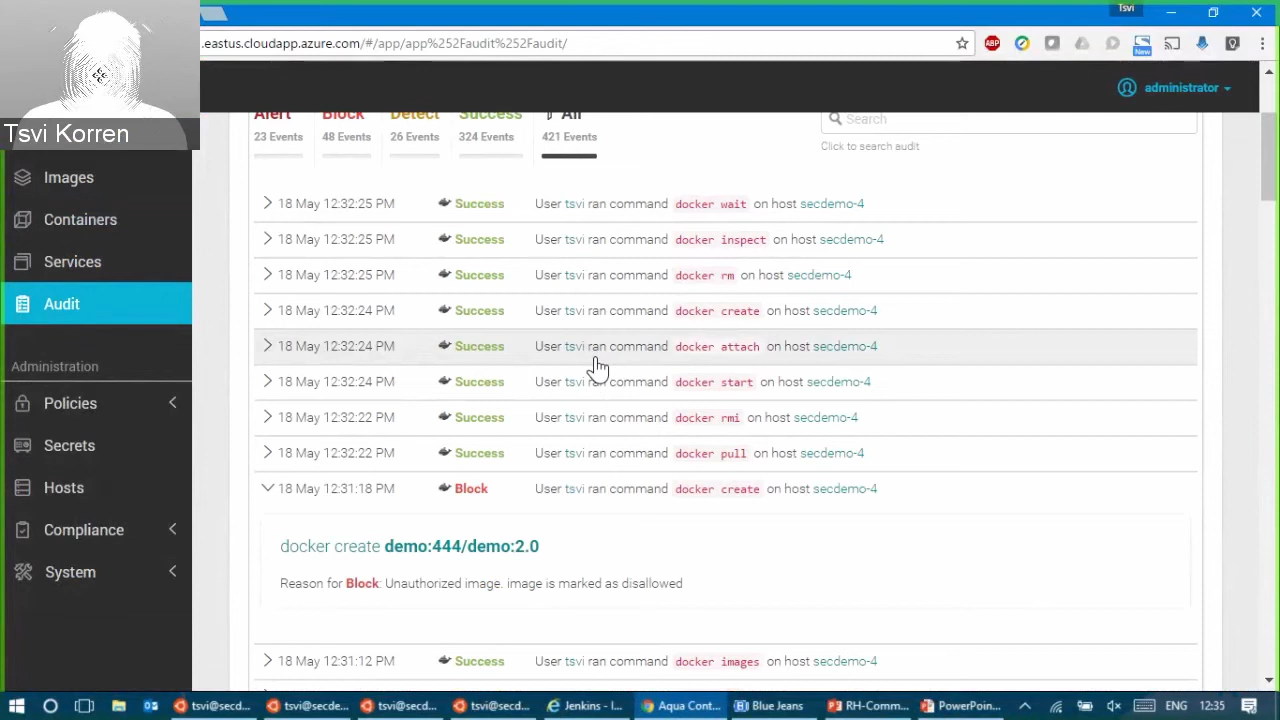 Tsvi
.eastus.cloudapp.azure.com/#/app/app%252Faudit%252Faudit/
ABP
New
administrator
Tsvi Korren
Alert Block Detect Success All
23 Events 48 Events 26 Events 324 Events 421 Events
Search
Click to search audit
Images
Containers
Services
Audit
Administration
Policies
Secrets
Hosts
Compliance
System
18 May 12:32:25 PM Success User tsvi ran command docker wait on host secdemo-4
18 May 12:32:25 PM Success User tsvi ran command docker inspect on host secdemo-4
18 May 12:32:25 PM Success User tsvi ran command docker rm on host secdemo-4
18 May 12:32:24 PM Success User tsvi ran command docker create on host secdemo-4
18 May 12:32:24 PM Success User tsvi ran command docker attach on host secdemo-4
18 May 12:32:24 PM Success User tsvi ran command docker start on host secdemo-4
18 May 12:32:22 PM Success User tsvi ran command docker rmi on host secdemo-4
18 May 12:32:22 PM Success User tsvi ran command docker pull on host secdemo-4
18 May 12:31:18 PM Block User tsvi ran command docker create on host secdemo-4
docker create demo:444/demo:2.0
Reason for Block: Unauthorized image. image is marked as disallowed
18 May 12:31:12 PM Success User tsvi ran command docker images on host secdemo-4
tsvi@secd... tsvi@secde... tsvi@secd... tsvi@secd... Jenkins - I... Aqua Cont... Blue Jeans RH-Comm... PowerPoin... ENG 12:35